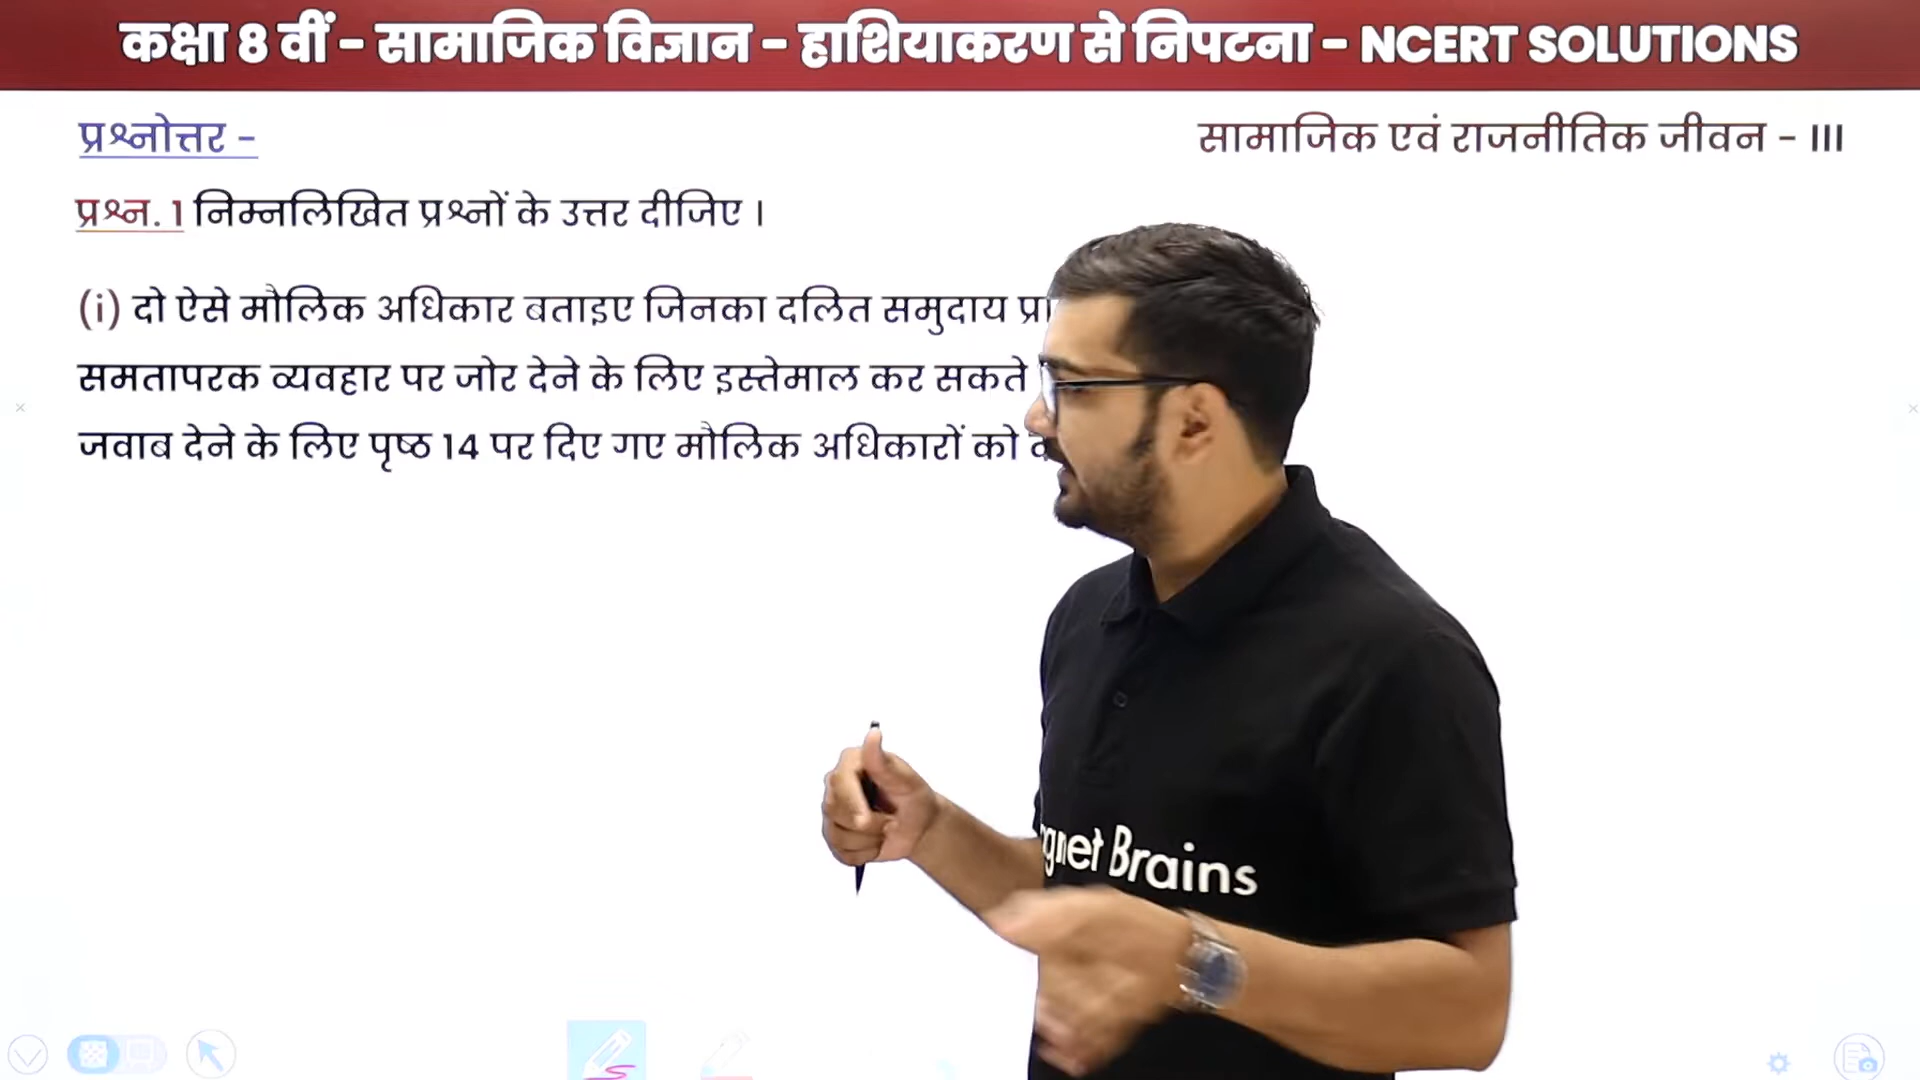 कक्षा 8 वीं - सामाजिक विज्ञान - हाशियाकरण से निपटना - NCERT SOLUTIONS
प्रश्नोत्तर -
सामाजिक एवं राजनीतिक जीवन - III
प्रश्न. 1 निम्नलिखित प्रश्नों के उत्तर दीजिए ।
(i) दो ऐसे मौलिक अधिकार बताइए जिनका दलित समुदाय
समतापरक व्यवहार पर जोर देने के लिए इस्तेमाल कर सकते
जवाब देने के लिए पृष्ठ 14 पर दिए गए मौलिक अधिकारों को
Brains